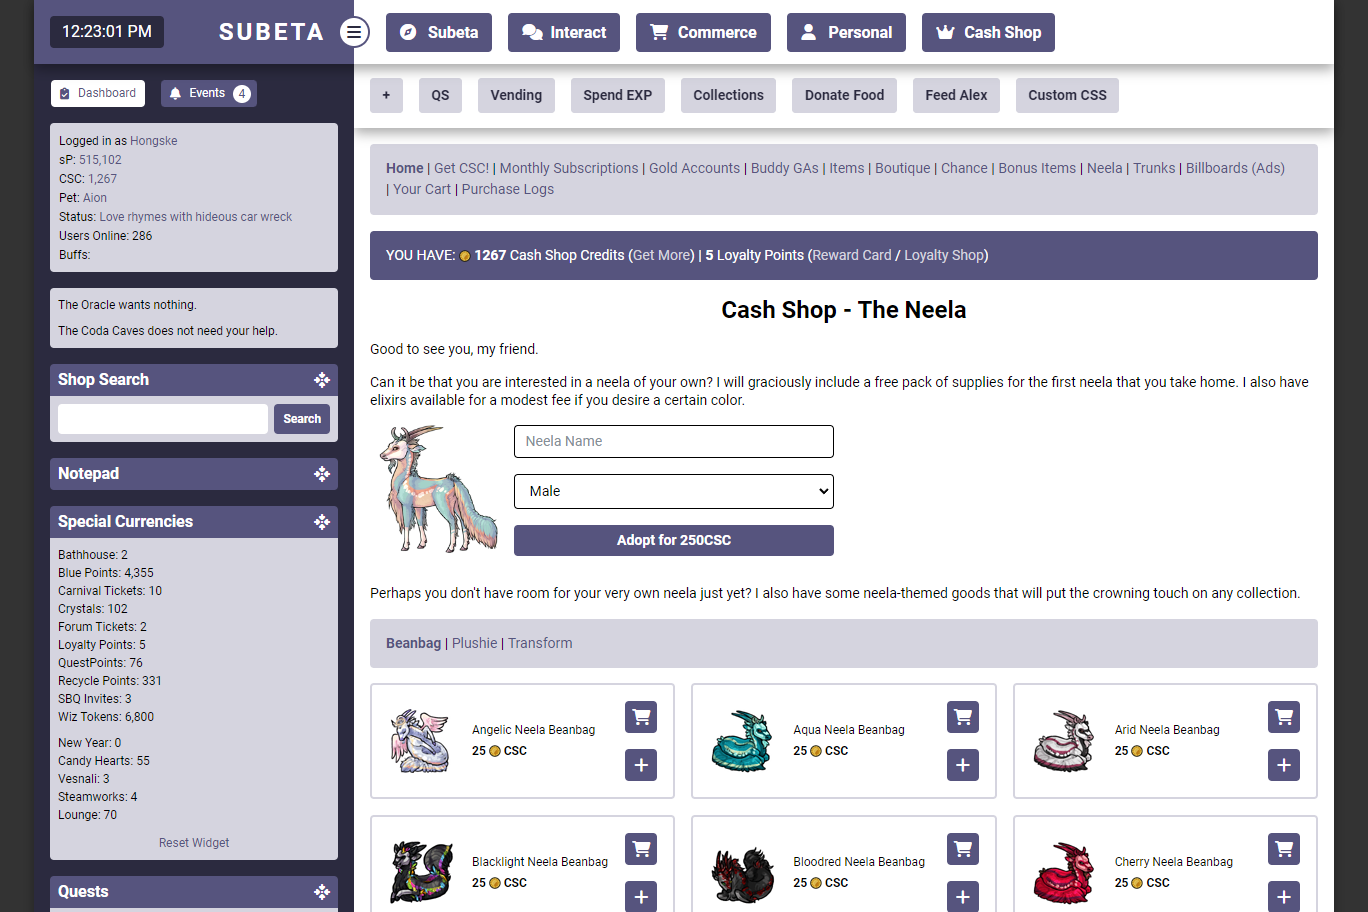 12:23:01 PM
SUBETA
Subeta
Interact
Commerce
Personal
Cash Shop
Dashboard
Events 4
+
QS
Vending
Spend EXP
Collections
Donate Food
Feed Alex
Custom CSS
Logged in as Hongske
sP: 515,102
CSC: 1,267
Pet: Aion
Status: Love rhymes with hideous car wreck
Users Online: 286
Buffs:
The Oracle wants nothing.
The Coda Caves does not need your help.
Shop Search
Search
Notepad
Special Currencies
Bathhouse: 2
Blue Points: 4,355
Carnival Tickets: 10
Crystals: 102
Forum Tickets: 2
Loyalty Points: 5
QuestPoints: 76
Recycle Points: 331
SBQ Invites: 3
Wiz Tokens: 6,800
New Year: 0
Candy Hearts: 55
Vesnali: 3
Steamworks: 4
Lounge: 70
Reset Widget
Quests
Home | Get CSC! | Monthly Subscriptions | Gold Accounts | Buddy GAs | Items | Boutique | Chance | Bonus Items | Neela | Trunks | Billboards (Ads)
| Your Cart | Purchase Logs
YOU HAVE: 1267 Cash Shop Credits (Get More) | 5 Loyalty Points (Reward Card / Loyalty Shop)
Cash Shop - The Neela
Good to see you, my friend.
Can it be that you are interested in a neela of your own? I will graciously include a free pack of supplies for the first neela that you take home. I also have
elixirs available for a modest fee if you desire a certain color.
Neela Name
Male
Adopt for 250CSC
Perhaps you don't have room for your very own neela just yet? I also have some neela-themed goods that will put the crowning touch on any collection.
Beanbag | Plushie | Transform
Angelic Neela Beanbag
25 CSC
+
Aqua Neela Beanbag
25 CSC
+
Arid Neela Beanbag
25 CSC
+
Blacklight Neela Beanbag
25 CSC
+
Bloodred Neela Beanbag
25 CSC
+
Cherry Neela Beanbag
25 CSC
+